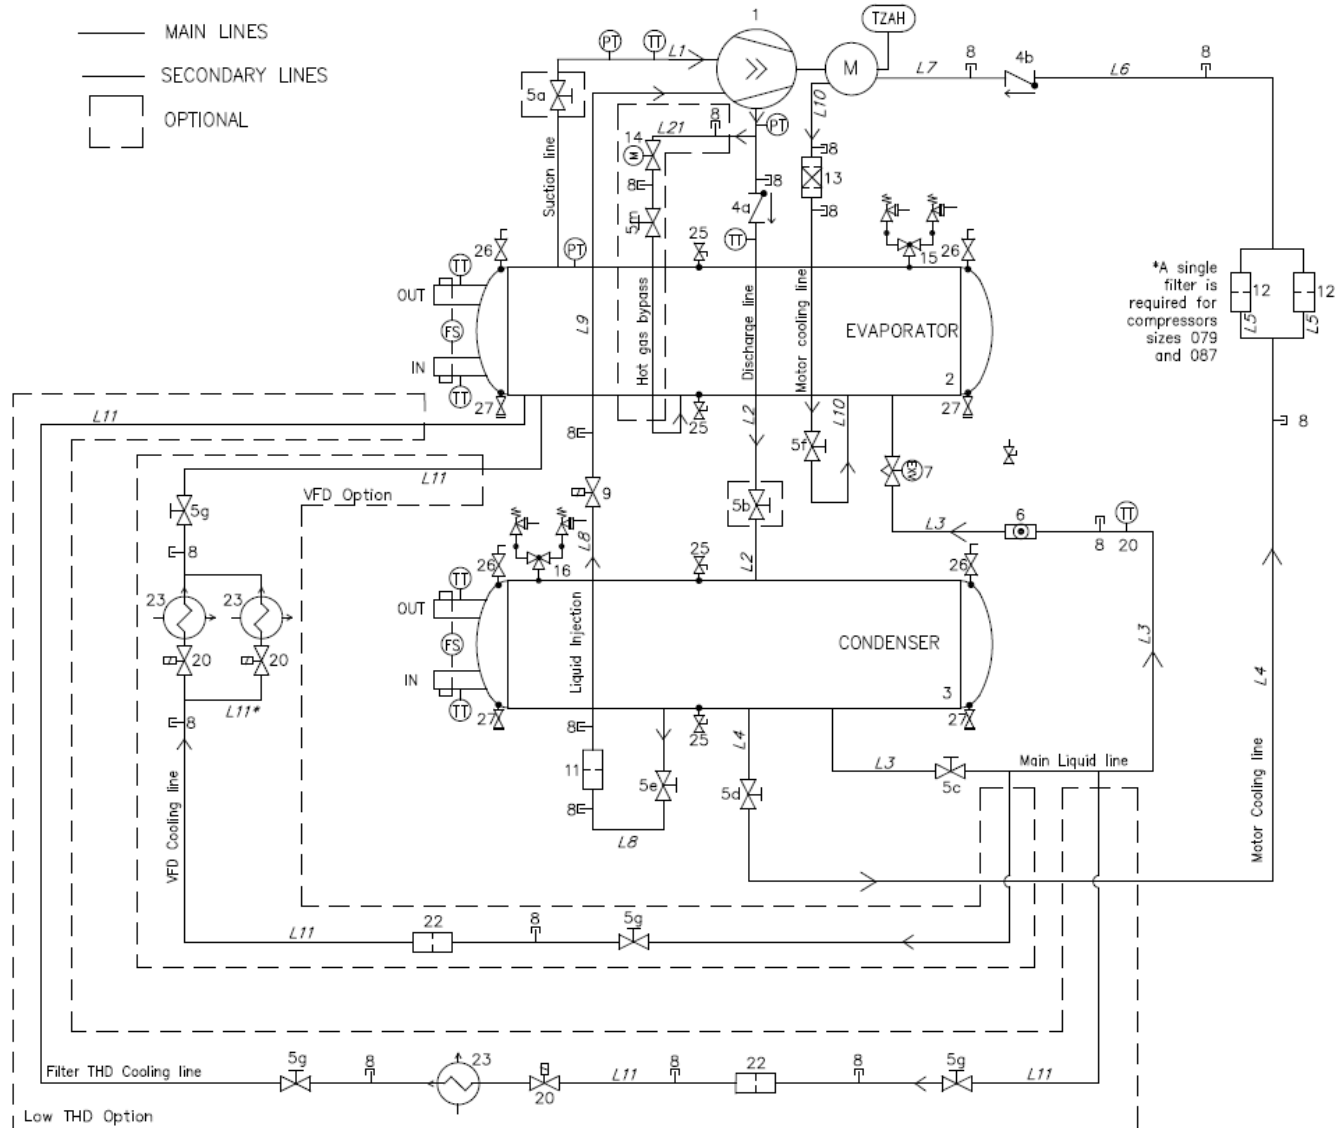 MAIN LINES
SECONDARY LINES
OPTIONAL
1
TZAH
M
PT
TT
L1
5a
L7
8
4b
L6
8
L10
L21
8
PT
14
M
8
8
13
8
4a
8
5m
TT
Suction line
26
TT
PT
25
15
26
OUT
FS
IN
TT
L9
Hot gas bypass
Discharge line
Motor cooling line
EVAPORATOR
2
*A single
filter is
required for
compressors
sizes 079
and 087
12
12
L5
L5
27
25
27
L2
L10
8
5f
EXM
7
8
L11
L11
VFD Option
5g
9
5b
L8
L2
L3
6
8
TT
20
8
16
26
25
26
TT
OUT
FS
IN
TT
Liquid Injection
CONDENSER
3
23
23
20
20
L11*
8
27
8
25
27
L4
L3
L3
Main Liquid line
5c
11
5e
5d
8
L8
L4
Motor Cooling line
VFD Cooling line
L11
22
8
5g
Filter THD Cooling line
5g
8
23
20
L11
8
22
8
5g
L11
Low THD Option